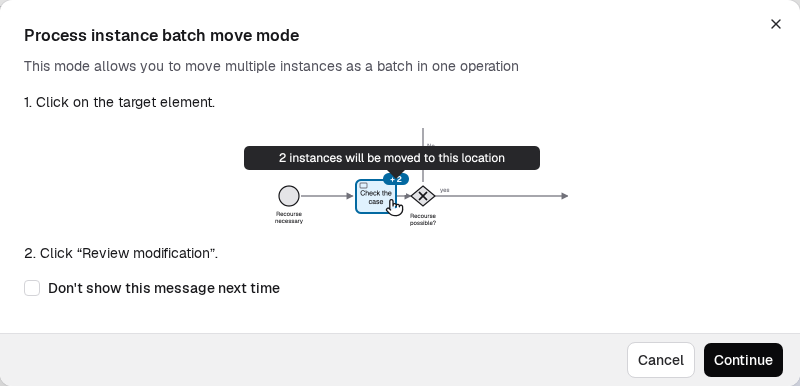 Process instance batch move mode
This mode allows you to move multiple instances as a batch in one operation
1. Click on the target element.
No
2 instances will be moved to this location
+ 2
Check the
case
yes
Recourse
necessary
Recourse
possible?
2. Click “Review modification”.
Don't show this message next time
Cancel
Continue